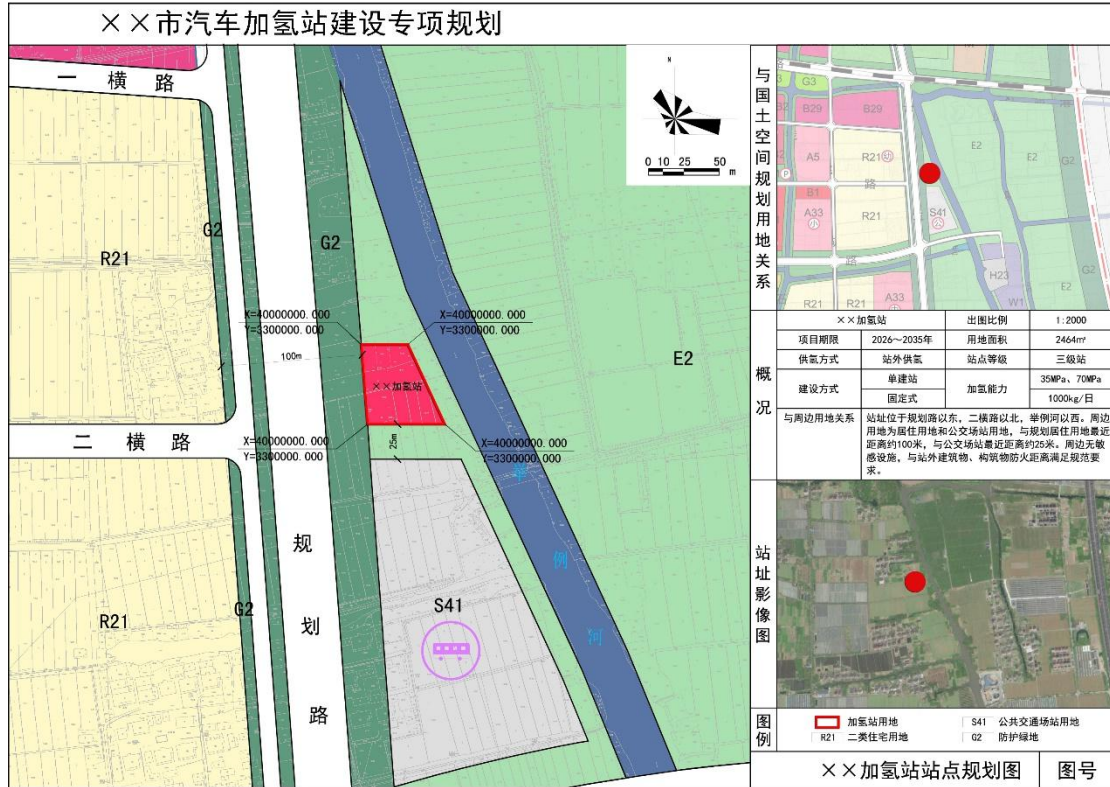 ××市汽车加氢站建设专项规划
一横路
R21
G2
G2
N
0 10 25 50
m
X=40000000.000
Y=3300000.000
X=40000000.000
Y=3300000.000
100m
××加氢站
E2
二横路
X=40000000.000
Y=3300000.000
25m
X=40000000.000
Y=3300000.000
举例河
规划路
R21
G2
S41
与国土空间规划用地关系
G3
B2
B29
B29
A5
R21
幼
E2
E2
G2
P
B1
路
A33
小
R21
S41
公
路
H23
R21
R21
A33
W1
E2
G2
概况
××加氢站
出图比例
1:2000
项目期限
2026~2035年
用地面积
2464㎡
供氢方式
站外供氢
站点等级
三级站
建设方式
单建站
固定式
加氢能力
35MPa、70MPa
1000kg/日
与周边用地关系
站址位于规划路以东，二横路以北，举例河以西。周边
用地为居住用地和公交场站用地，与规划居住用地最近
距离约100米，与公交场站最近距离约25米。周边无敏
感设施，与站外建筑物、构筑物防火距离满足规范要
求。
站址影像图
图例
加氢站用地
S41 公共交通场站用地
R21 二类住宅用地
G2 防护绿地
××加氢站站点规划图
图号